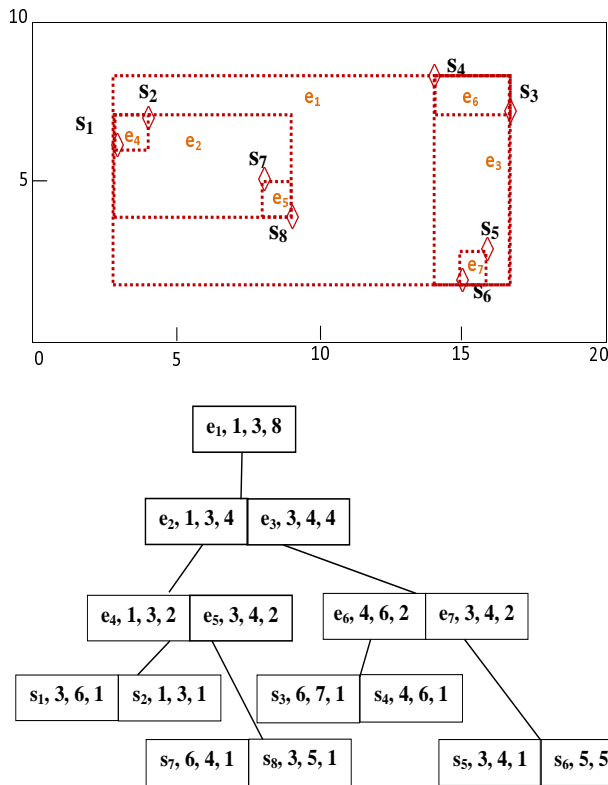 10
s₄
s₂
e₁
e₆
s₃
s₁
e₄
e₂
s₇
e₃
5
e₅
s₈
s₅
e₇
s₆
0 5 10 15 20
e₁, 1, 3, 8
e₂, 1, 3, 4 e₃, 3, 4, 4
e₄, 1, 3, 2 e₅, 3, 4, 2 e₆, 4, 6, 2 e₇, 3, 4, 2
s₁, 3, 6, 1 s₂, 1, 3, 1 s₃, 6, 7, 1 s₄, 4, 6, 1
s₇, 6, 4, 1 s₈, 3, 5, 1 s₅, 3, 4, 1 s₆, 5, 5